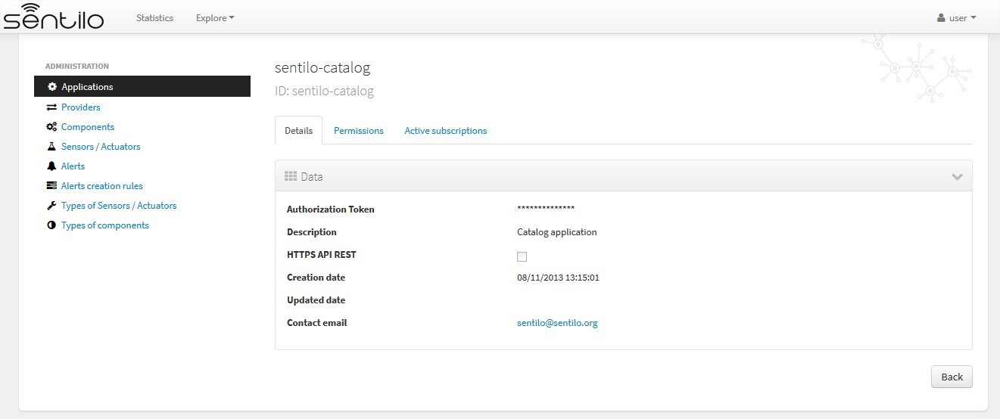 sentilo Statistics Explore user
ADMINISTRATION
Applications
Providers
Components
Sensors / Actuators
Alerts
Alerts creation rules
Types of Sensors / Actuators
Types of components
sentilo-catalog
ID: sentilo-catalog
Details Permissions Active subscriptions
Data
Authorization Token **************
Description Catalog application
HTTPS API REST
Creation date 08/11/2013 13:15:01
Updated date
Contact email sentilo@sentilo.org
Back